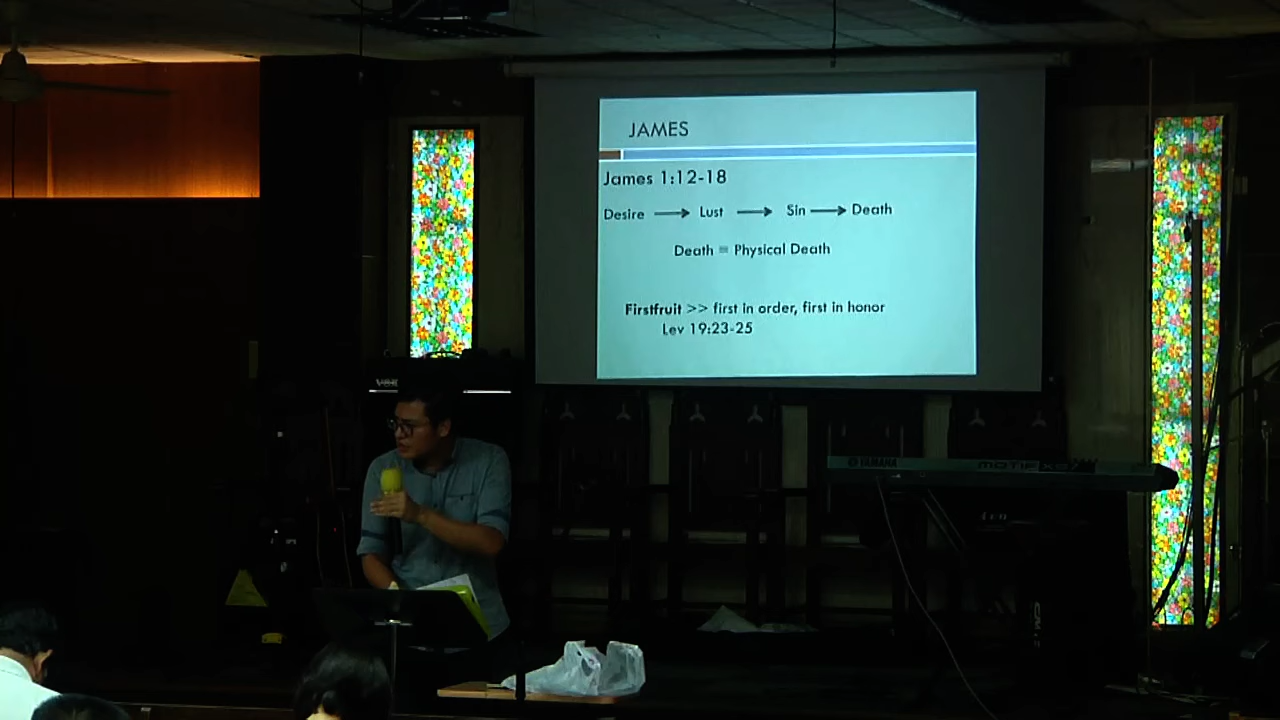 JAMES
James 1:12-18
Desire → Lust → Sin → Death
Death = Physical Death
Firstfruit >> first in order, first in honor
Lev 19:23-25
YAMAHA
MOTIF